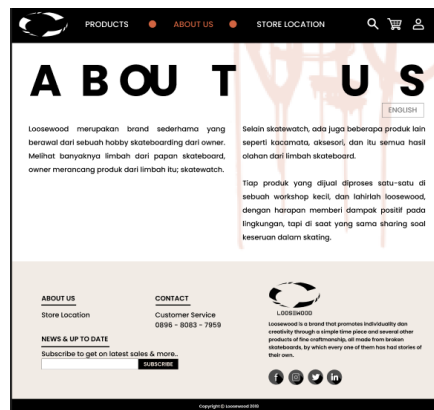 PRODUCTS ABOUT US STORE LOCATION
ABOUT US
ENGLISH
Loosewood merupakan brand sederhama yang
berawal dari sebuah hobby skateboarding dari owner.
Melihat banyaknya limbah dari papan skateboard,
owner merancang produk dari limbah itu; skatewatch.
Selain skatewatch, ada juga beberapa produk lain
seperti kacamata, aksesori, dan itu semua hasil
olahan dari limbah skateboard.
Tiap produk yang dijual diproses satu-satu di
sebuah workshop kecil, dan lahirlah loosewood,
dengan harapan memberi dampak positif pada
lingkungan, tapi di saat yang sama sharing soal
keseruan dalam skating.
ABOUT US
Store Location
NEWS & UP TO DATE
Subscribe to get on latest sales & more..
SUBSCRIBE
CONTACT
Customer Service
0896 - 8083 - 7959
LOOSEWOOD
Loosewood is a brand that promotes individuality dan
creativity through a simple time piece and several other
products of fine craftmanship, all made from broken
skateboards, by which every one of them has had stories of
their own.
Copyright © Loosewood 2018